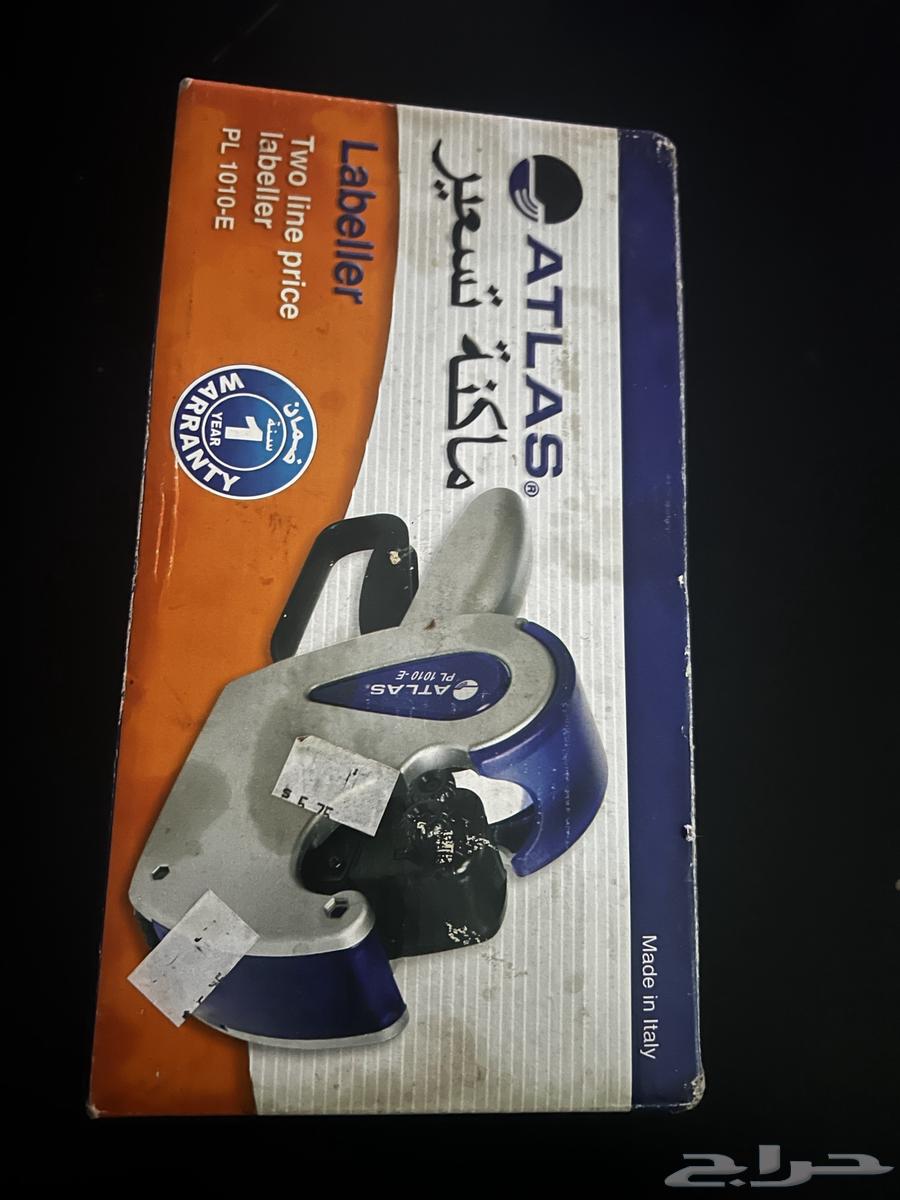 ATLAS®
ماكنة تسعير
Labeller
Two line price
labeller
PL 1010-E
ضمان
سنة
1
YEAR
WARRANTY
ATLAS
PL 1010-E
Made in Italy
حراج